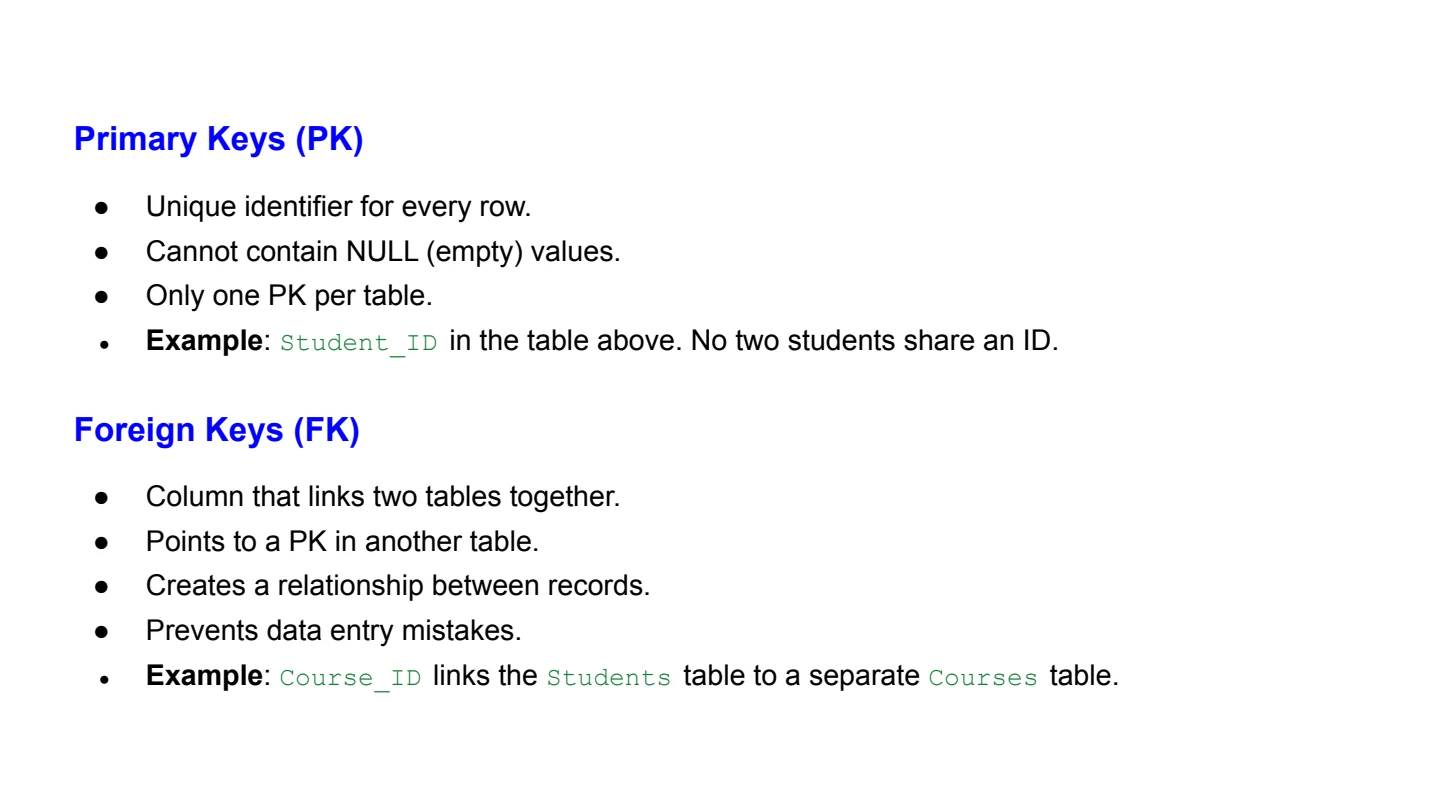 Primary Keys (PK)
● Unique identifier for every row.
● Cannot contain NULL (empty) values.
● Only one PK per table.
● Example: Student_ID in the table above. No two students share an ID.
Foreign Keys (FK)
● Column that links two tables together.
● Points to a PK in another table.
● Creates a relationship between records.
● Prevents data entry mistakes.
● Example: Course_ID links the Students table to a separate Courses table.